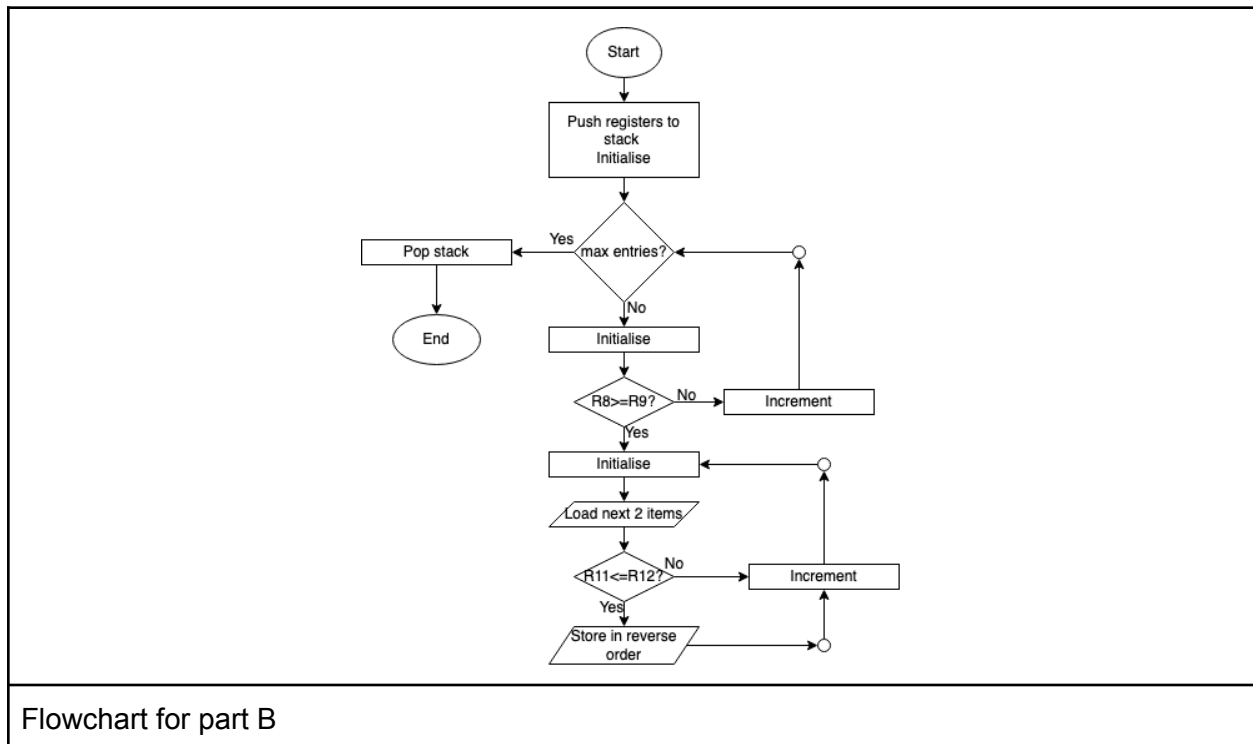 Start
Push registers to
stack
Initialise
max entries?
Yes
Pop stack
End
No
Initialise
R8>=R9?
No
Increment
Yes
Initialise
Load next 2 items
R11<=R12?
No
Increment
Yes
Store in reverse
order
Flowchart for part B